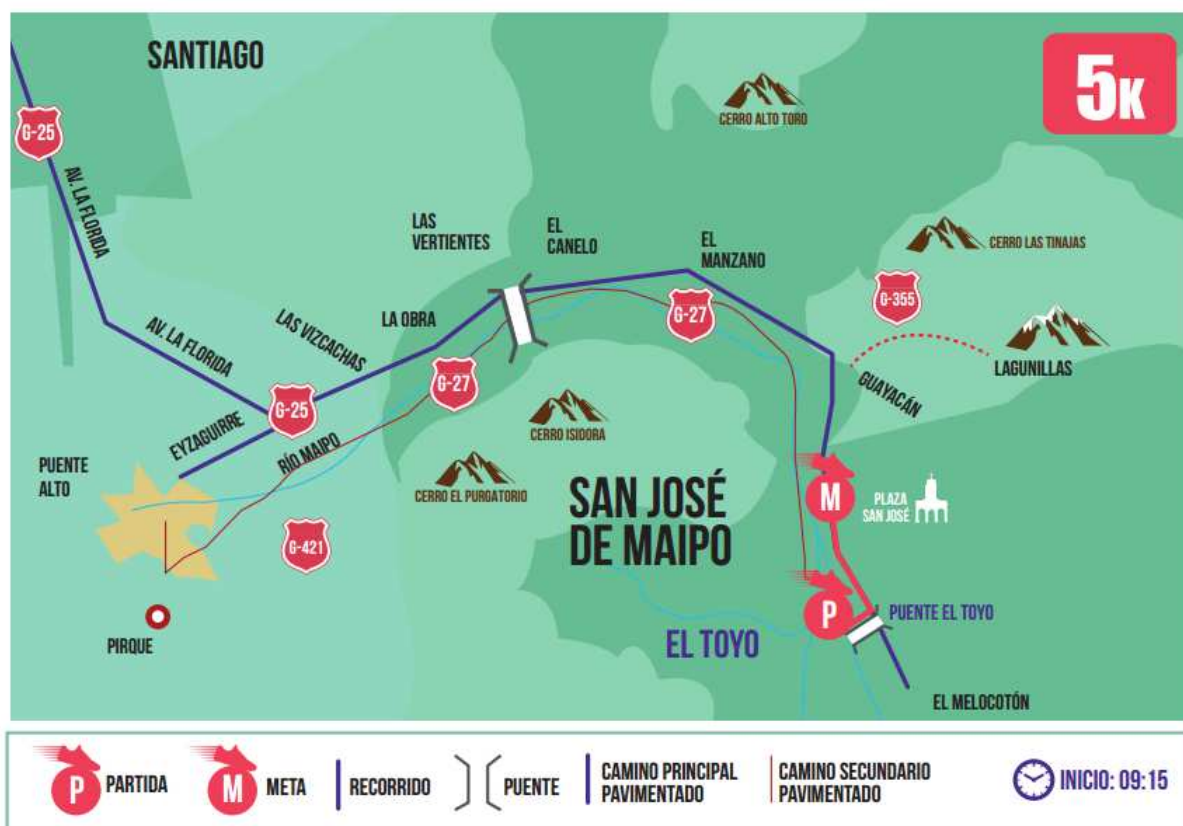 SANTIAGO
5K
G-25
AV. LA FLORIDA
CERRO ALTO TORO
LAS
VERTIENTES
EL
CANELO
EL
MANZANO
CERRO LAS TINAJAS
G-355
AV. LA FLORIDA
LAS VIZCACHAS
LA OBRA
G-27
G-27
LAGUNILLAS
GUAYACÁN
G-25
EYZAGUIRRE
RÍO MAIPO
CERRO ISIDORA
PUENTE
ALTO
CERRO EL PURGATORIO
SAN JOSÉ
DE MAIPO
M
PLAZA
SAN JOSÉ
G-421
P
PUENTE EL TOYO
PIRQUE
EL TOYO
EL MELOCOTÓN
P PARTIDA
M META
RECORRIDO
PUENTE
CAMINO PRINCIPAL
PAVIMENTADO
CAMINO SECUNDARIO
PAVIMENTADO
INICIO: 09:15